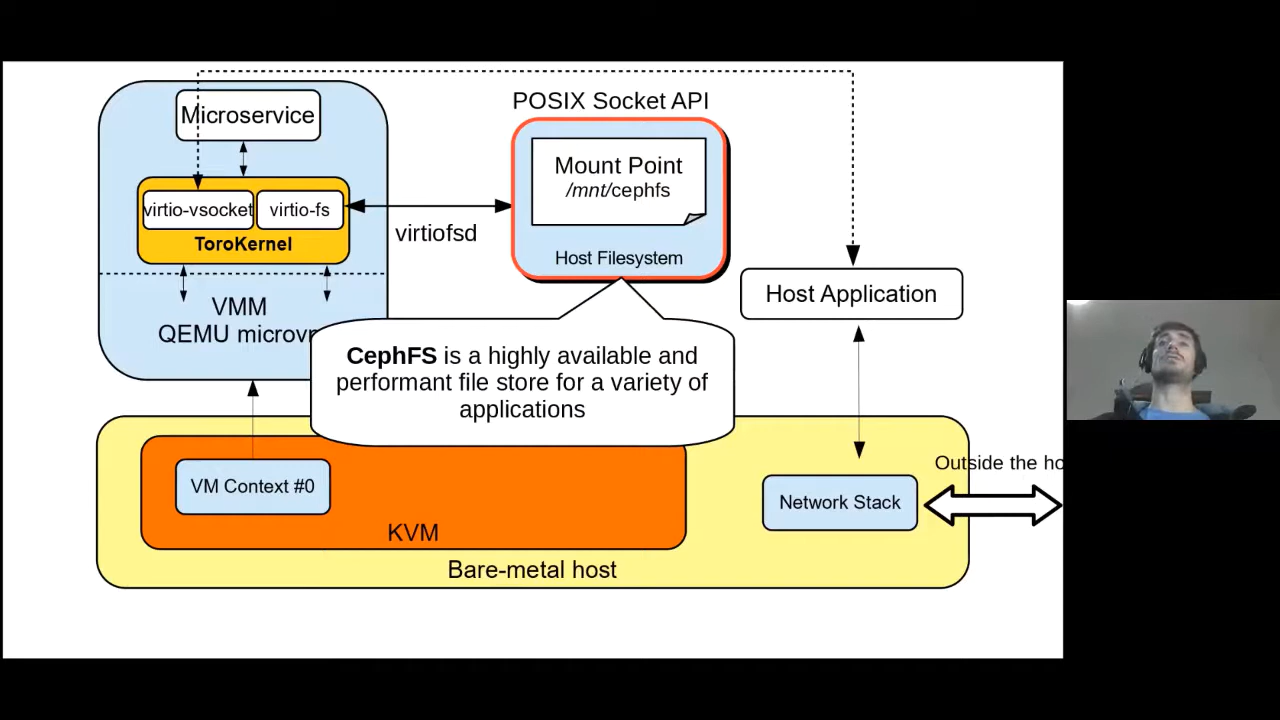 Microservice
virtio-vsocket
virtio-fs
ToroKernel
VMM
QEMU microv
virtiofsd
POSIX Socket API
Mount Point
/mnt/cephfs
Host Filesystem
Host Application
CephFS is a highly available and
performant file store for a variety of
applications
VM Context #0
KVM
Bare-metal host
Network Stack
Outside the ho